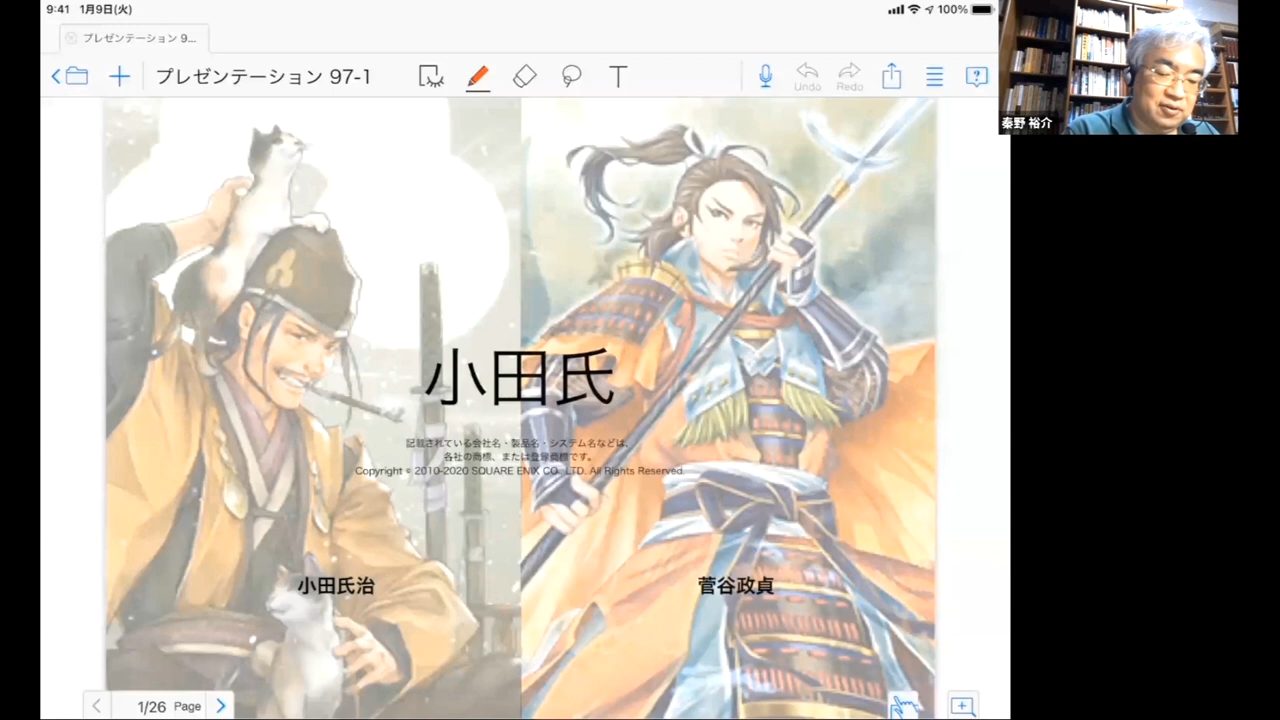 9:41 1月9日(火)
100%
プレゼンテーション 9...
プレゼンテーション 97-1
Undo
Redo
秦野 裕介
小田氏
記載されている会社名・製品名・システム名などは、
各社の商標、または登録商標です。
Copyright © 2010-2020 SQUARE ENIX CO., LTD. All Rights Reserved.
小田氏治
菅谷政貞
1/26 Page